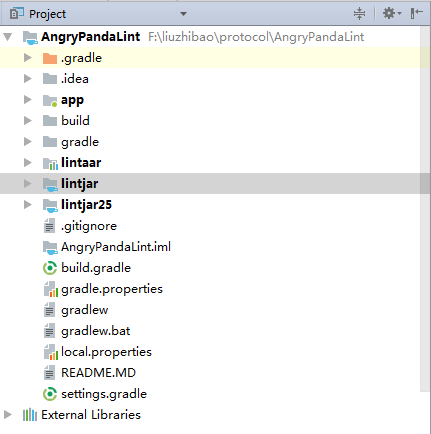 Project
AngryPandaLint F:\liuzhibao\protocol\AngryPandaLint
.gradle
.idea
app
build
gradle
lintaar
lintjar
lintjar25
.gitignore
AngryPandaLint.iml
build.gradle
gradle.properties
gradlew
gradlew.bat
local.properties
README.MD
settings.gradle
External Libraries